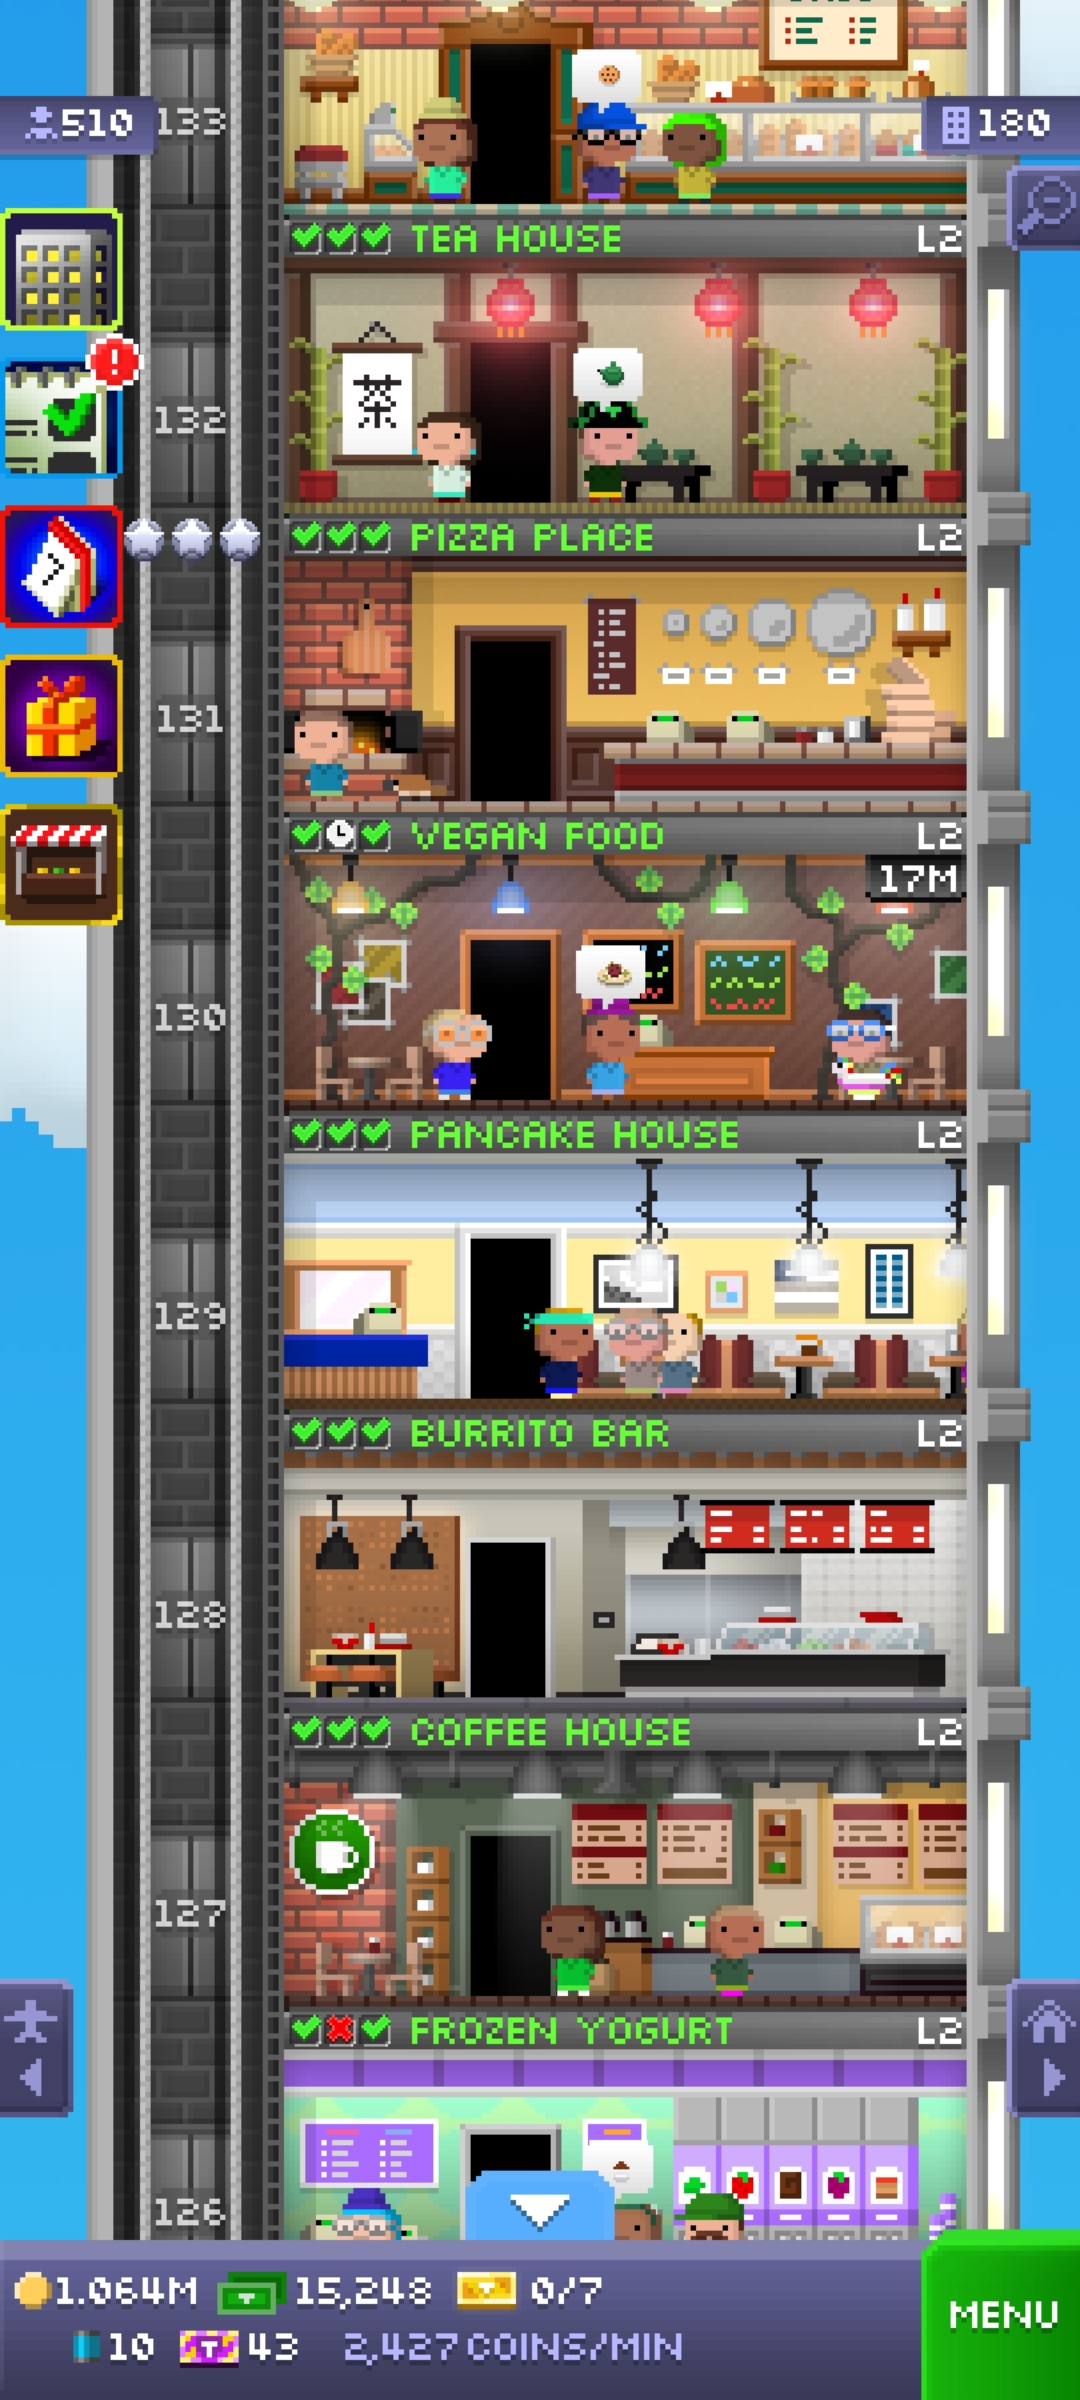 510
133
180
TEA HOUSE L2
茶
132
PIZZA PLACE L2
7
131
VEGAN FOOD L2
17M
130
PANCAKE HOUSE L2
129
BURRITO BAR L2
128
COFFEE HOUSE L2
127
FROZEN YOGURT L2
126
1.064M 15,248 0/7
10 43 2,427 COINS/MIN
MENU